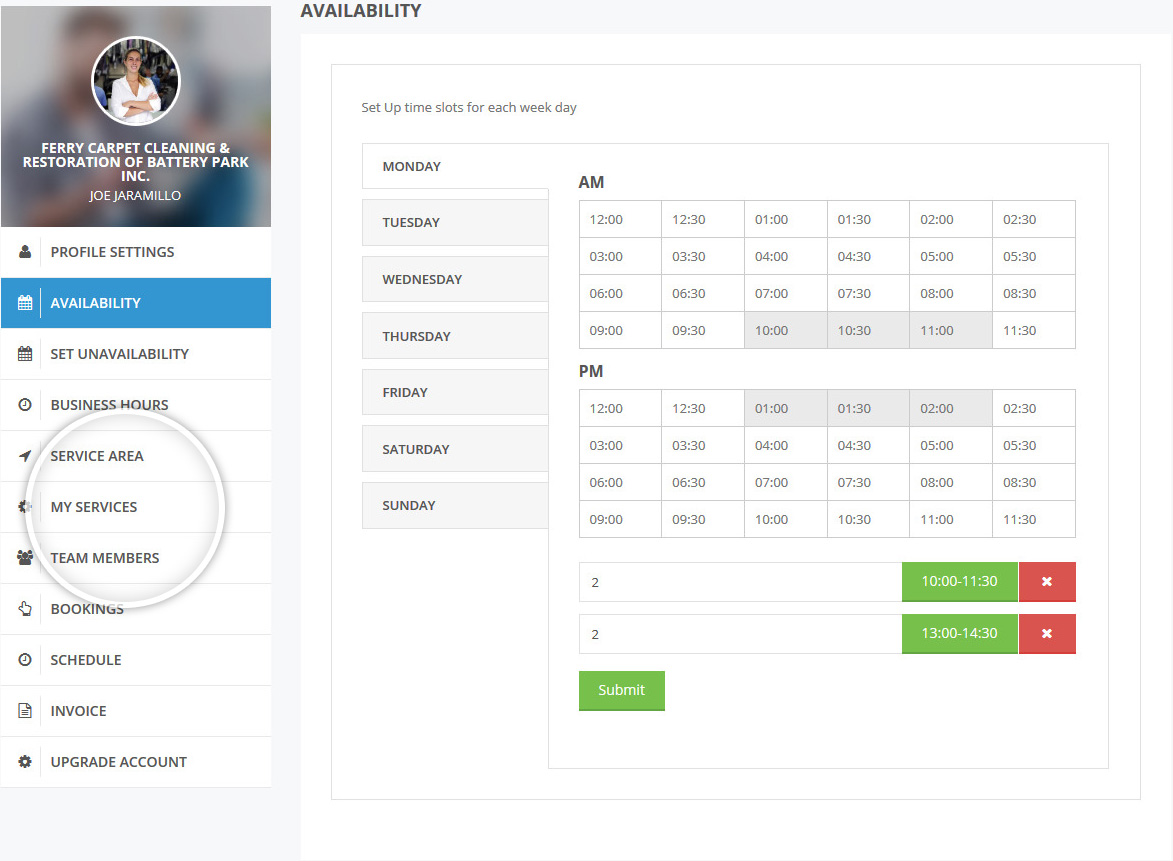 AVAILABILITY
FERRY CARPET CLEANING &
RESTORATION OF BATTERY PARK
INC.
JOE JARAMILLO
PROFILE SETTINGS
AVAILABILITY
SET UNAVAILABILITY
BUSINESS HOURS
SERVICE AREA
MY SERVICES
TEAM MEMBERS
BOOKINGS
SCHEDULE
INVOICE
UPGRADE ACCOUNT
Set Up time slots for each week day
MONDAY
TUESDAY
WEDNESDAY
THURSDAY
FRIDAY
SATURDAY
SUNDAY
AM
12:00 12:30 01:00 01:30 02:00 02:30
03:00 03:30 04:00 04:30 05:00 05:30
06:00 06:30 07:00 07:30 08:00 08:30
09:00 09:30 10:00 10:30 11:00 11:30
PM
12:00 12:30 01:00 01:30 02:00 02:30
03:00 03:30 04:00 04:30 05:00 05:30
06:00 06:30 07:00 07:30 08:00 08:30
09:00 09:30 10:00 10:30 11:00 11:30
2 10:00-11:30
2 13:00-14:30
Submit